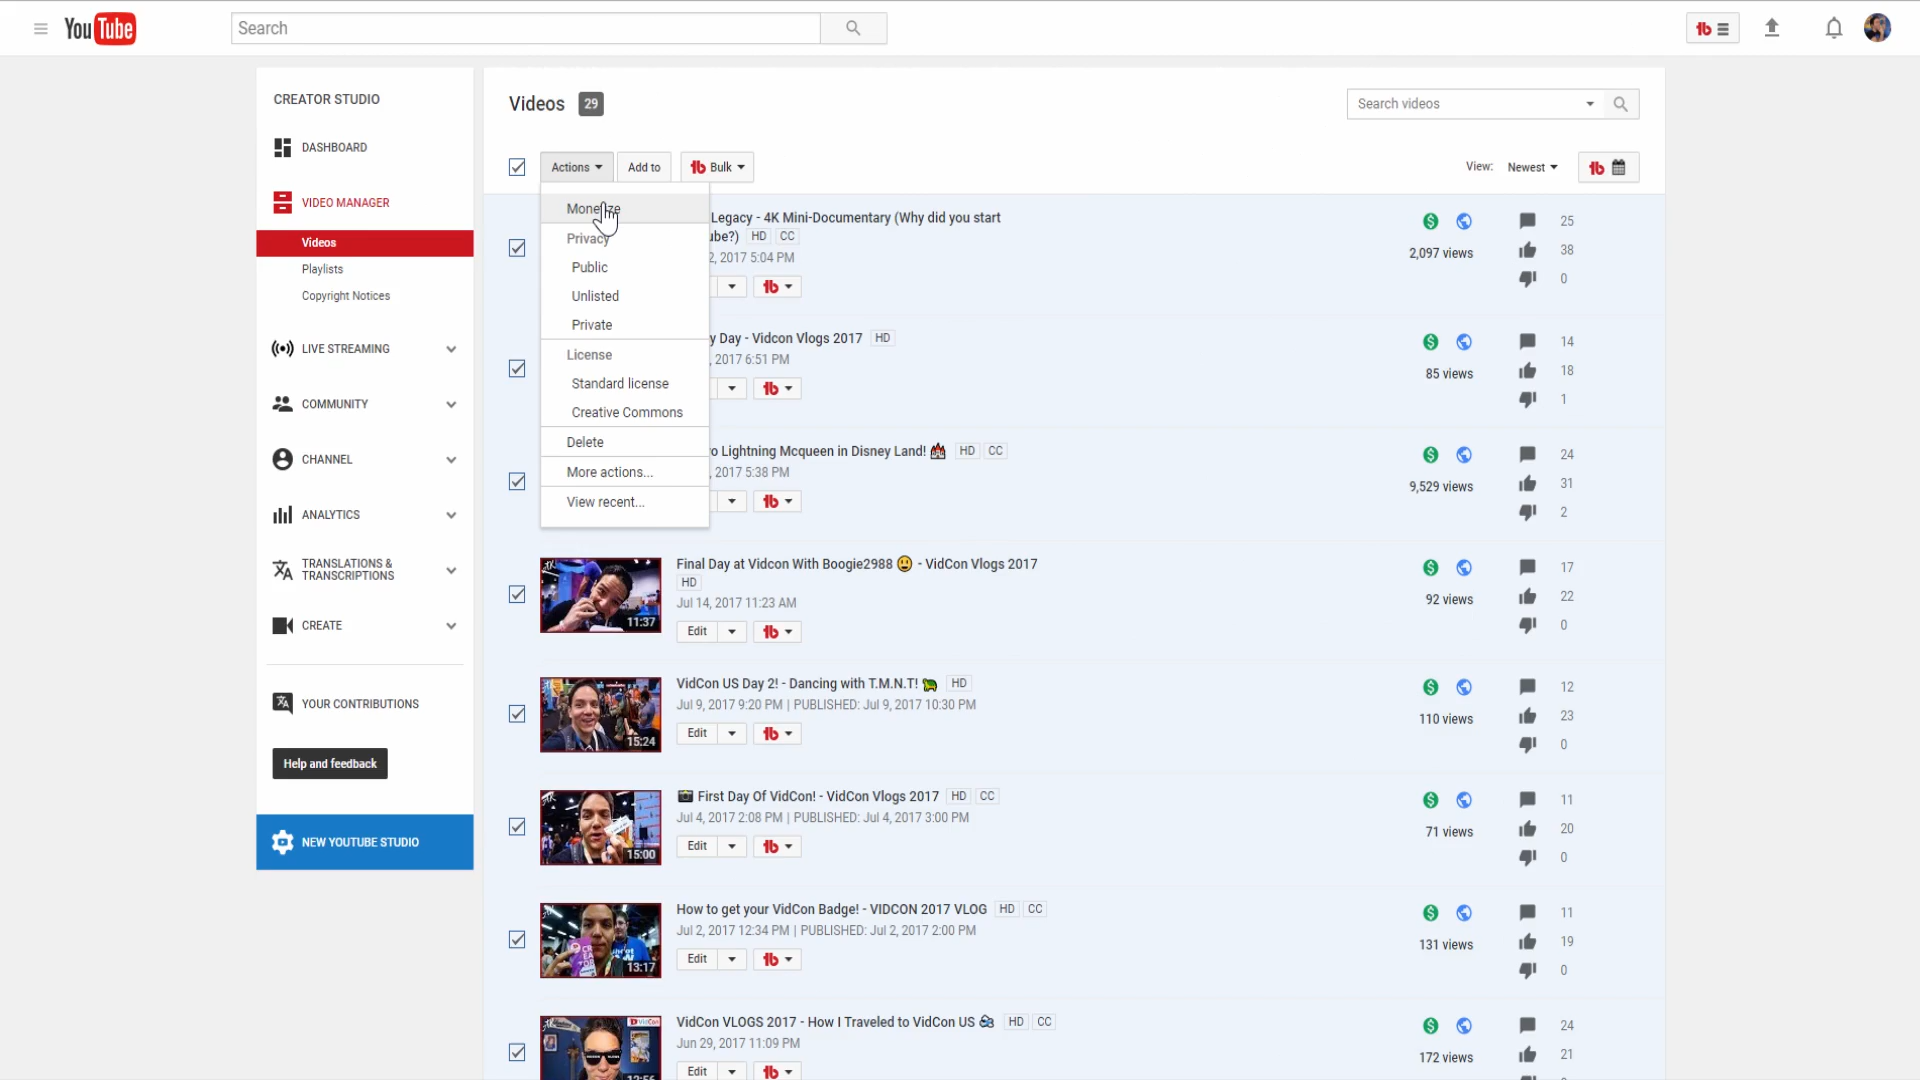 YouTube
Search
CREATOR STUDIO
DASHBOARD
VIDEO MANAGER
Videos
Playlists
Copyright Notices
LIVE STREAMING
COMMUNITY
CHANNEL
ANALYTICS
TRANSLATIONS &
TRANSCRIPTIONS
CREATE
YOUR CONTRIBUTIONS
Help and feedback
NEW YOUTUBE STUDIO
Videos 29
Search videos
Actions Add to Bulk
View: Newest
Monetize
Privacy
Public
Unlisted
Private
License
Standard license
Creative Commons
Delete
More actions...
View recent...
Legacy - 4K Mini-Documentary (Why did you start
HD CC
2, 2017 5:04 PM
2,097 views
25
38
0
Day - Vidcon Vlogs 2017 HD
2017 6:51 PM
85 views
14
18
1
Lightning Mcqueen in Disney Land! HD CC
2017 5:38 PM
9,529 views
24
31
2
11:37
Final Day at Vidcon With Boogie2988 - VidCon Vlogs 2017
HD
Jul 14, 2017 11:23 AM
Edit
92 views
17
22
0
15:24
VidCon US Day 2! - Dancing with T.M.N.T! HD
Jul 9, 2017 9:20 PM | PUBLISHED: Jul 9, 2017 10:30 PM
Edit
110 views
12
23
0
15:00
First Day Of VidCon! - VidCon Vlogs 2017 HD CC
Jul 4, 2017 2:08 PM | PUBLISHED: Jul 4, 2017 3:00 PM
Edit
71 views
11
20
0
13:17
How to get your VidCon Badge! - VIDCON 2017 VLOG HD CC
Jul 2, 2017 12:34 PM | PUBLISHED: Jul 2, 2017 2:00 PM
Edit
131 views
11
19
0
VidCon VLOGS 2017 - How I Traveled to VidCon US HD CC
Jun 29, 2017 11:09 PM
Edit
172 views
24
21